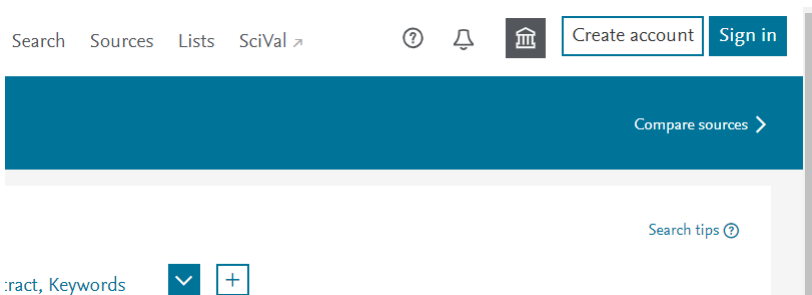 Search Sources Lists SciVal ↗ Create account Sign in
Compare sources
Search tips
tract, Keywords